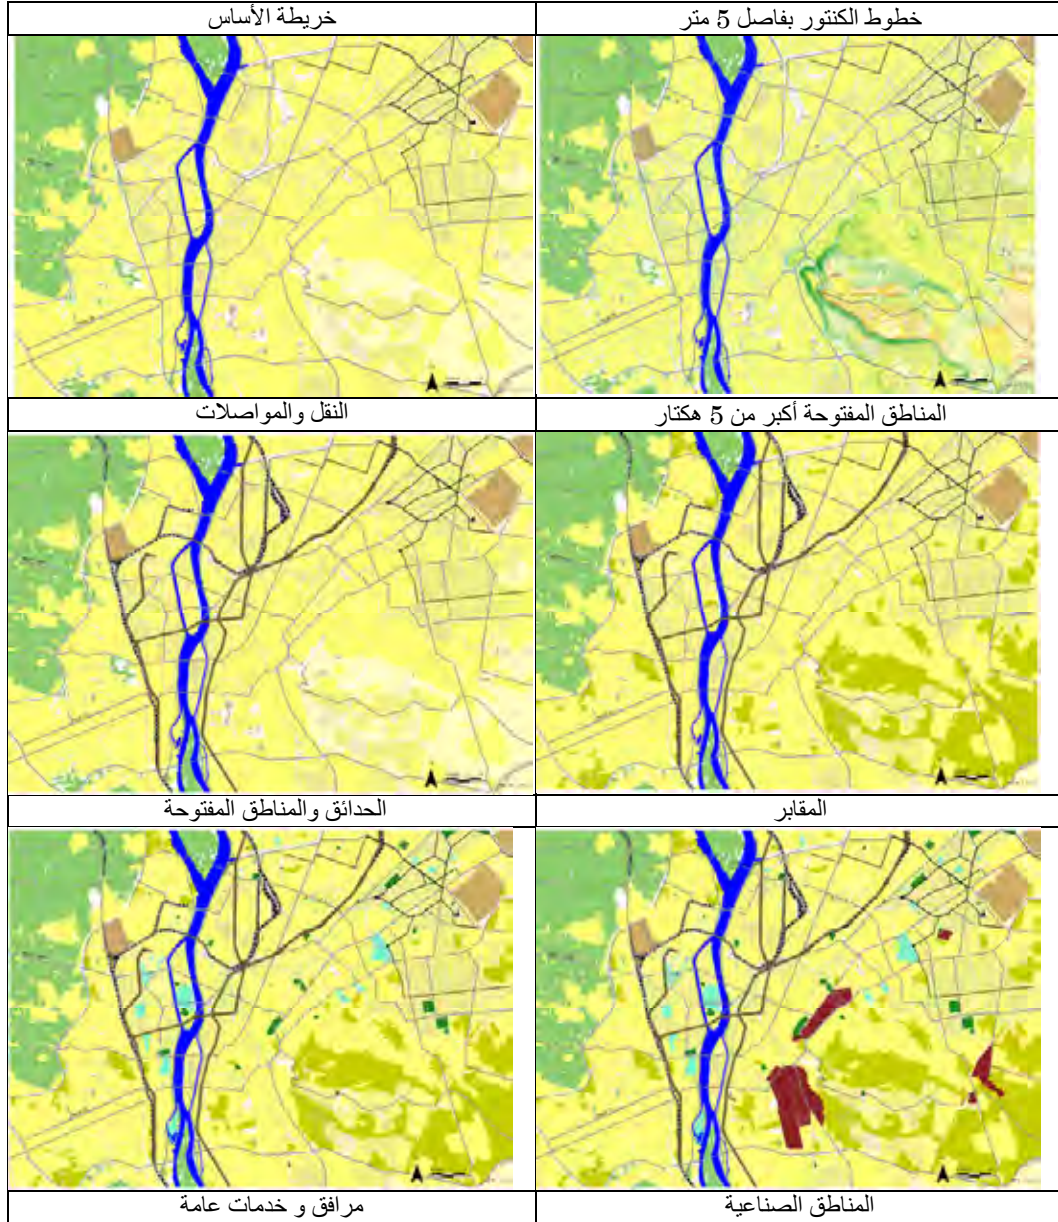 خطوط الكنتور بفاصل 5 متر
خريطة الأساس
المناطق المفتوحة أكبر من 5 هكتار
النقل والمواصلات
المقابر
الحدائق والمناطق المفتوحة
المناطق الصناعية
مرافق و خدمات عامة